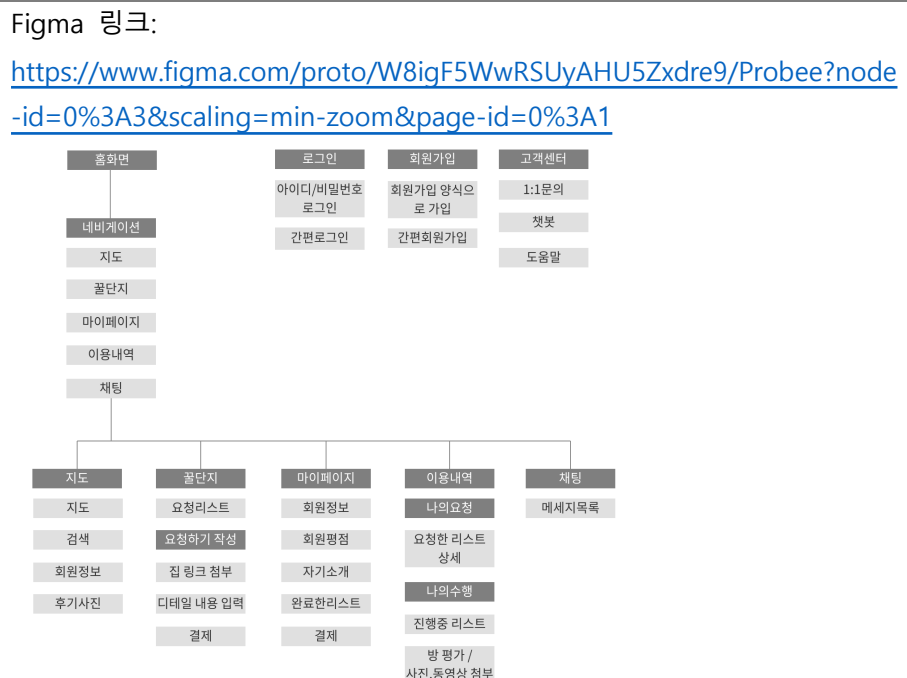 Figma 링크:
https://www.figma.com/proto/W8igF5WwRSUyAHU5Zxdre9/Probee?node
-id=0%3A3&scaling=min-zoom&page-id=0%3A1
홈화면
네비게이션
지도
꿀단지
마이페이지
이용내역
채팅
로그인
아이디/비밀번호
로그인
간편로그인
회원가입
회원가입 양식으
로 가입
간편회원가입
고객센터
1:1문의
챗봇
도움말
지도
지도
검색
회원정보
후기사진
꿀단지
요청리스트
요청하기 작성
집 링크 첨부
디테일 내용 입력
결제
마이페이지
회원정보
회원평점
자기소개
완료한리스트
결제
이용내역
나의요청
요청한 리스트
상세
나의수행
진행중 리스트
방 평가 /
사진,동영상 첨부
채팅
메세지목록